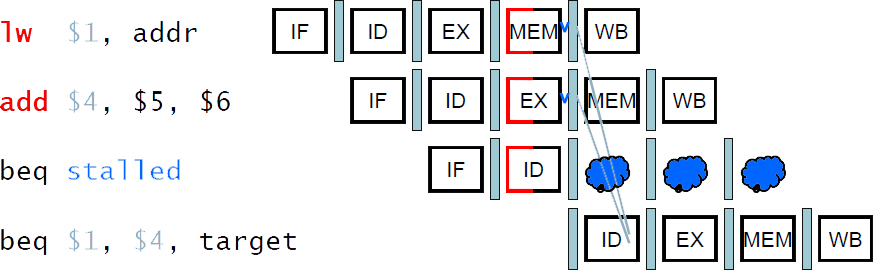 lw $1, addr IF ID EX MEM WB
add $4, $5, $6 IF ID EX MEM WB
beq stalled IF ID
beq $1, $4, target ID EX MEM WB